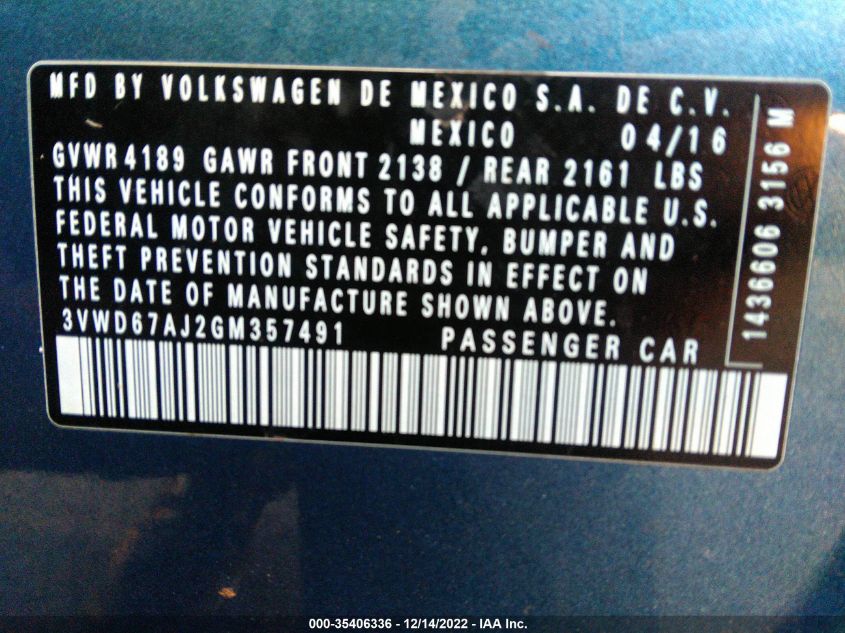 MFD BY VOLKSWAGEN DE MEXICO S.A. DE C.V.
MEXICO 04/16
GVWR 4189 GAWR FRONT 2138 / REAR 2161 LBS
THIS VEHICLE CONFORMS TO ALL APPLICABLE U.S.
FEDERAL MOTOR VEHICLE SAFETY, BUMPER AND
THEFT PREVENTION STANDARDS IN EFFECT ON
THE DATE OF MANUFACTURE SHOWN ABOVE.
3VWD67AJ2GM357491 PASSENGER CAR
1436606 3156 M
000-35406336 - 12/14/2022 - IAA Inc.